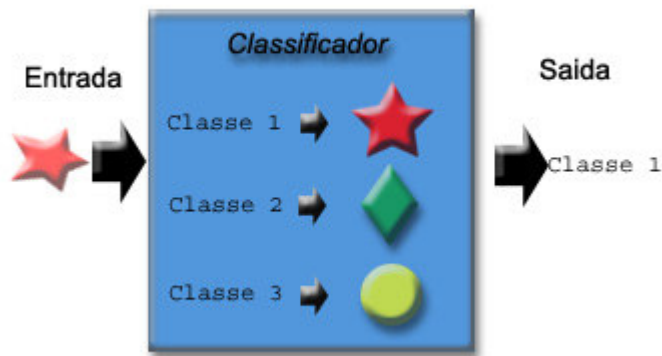 Classificador
Entrada
Saida
Classe 1
Classe 1
Classe 2
Classe 3